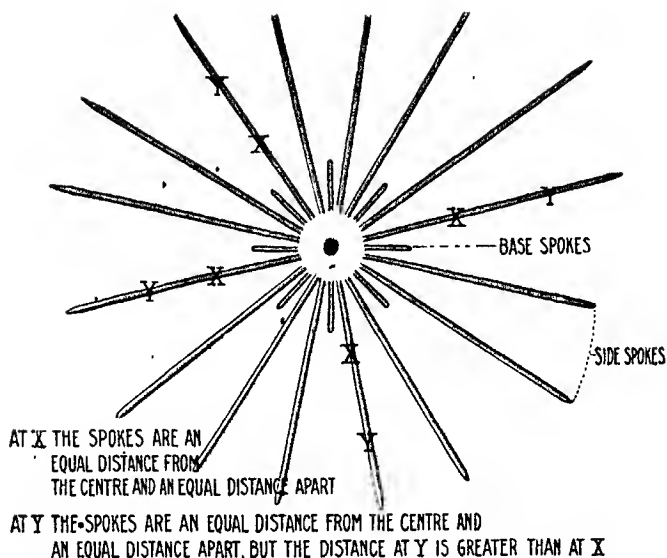 Y
X
X
Y
BASE SPOKES
Y
X
X
SIDE SPOKES
Y
AT X THE SPOKES ARE AN
EQUAL DISTANCE FROM
THE CENTRE AND AN EQUAL DISTANCE APART
AT Y THE SPOKES ARE AN EQUAL DISTANCE FROM THE CENTRE AND
AN EQUAL DISTANCE APART, BUT THE DISTANCE AT Y IS GREATER THAN AT X